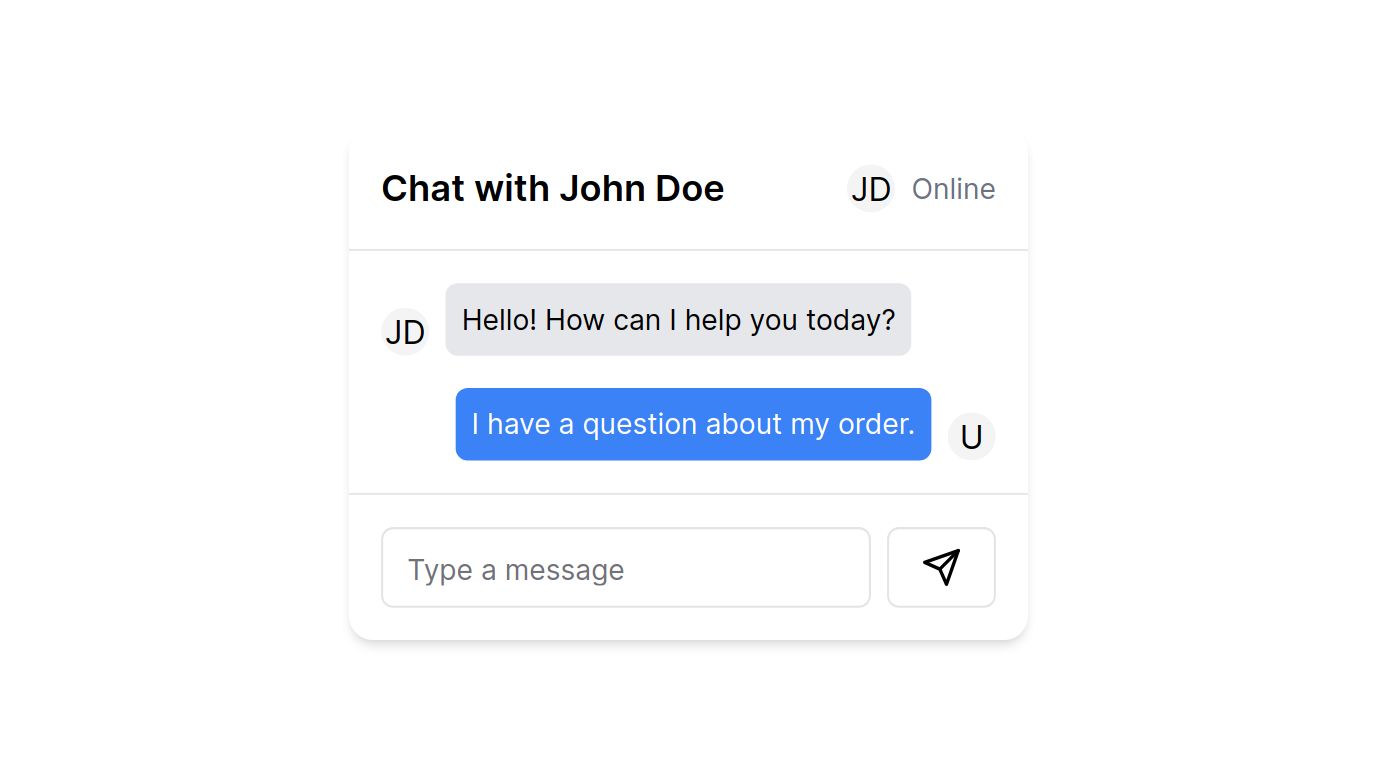 Chat with John Doe
JD Online
JD Hello! How can I help you today?
I have a question about my order. U
Type a message